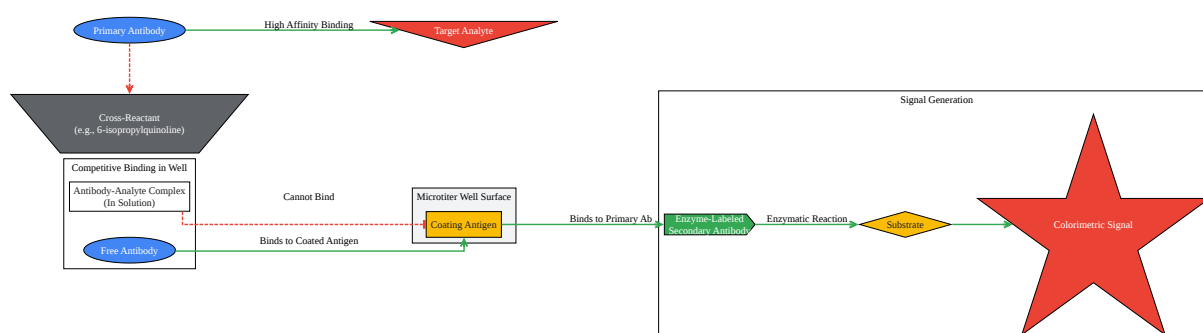 Primary Antibody
High Affinity Binding
Target Analyte
Cross-Reactant
(e.g., 6-isopropylquinoline)
Competitive Binding in Well
Antibody-Analyte Complex
(In Solution)
Free Antibody
Cannot Bind
Binds to Coated Antigen
Microtiter Well Surface
Coating Antigen
Binds to Primary Ab
Signal Generation
Enzyme-Labeled
Secondary Antibody
Enzymatic Reaction
Substrate
Colorimetric Signal